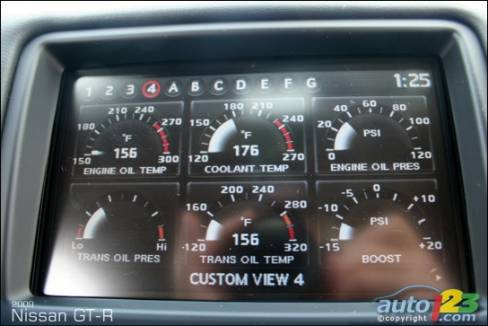 1 2 3 4 A B C D E F G 1:25
210 240
180 270
°F
150 156 300
ENGINE OIL TEMP
180 210
150 240
°F
120 176 270
COOLANT TEMP
40 60 80
20 100
PSI
0 120
ENGINE OIL PRES
Lo Hi
TRANS OIL PRES
200 240
160 280
°F
-120 156 320
TRANS OIL TEMP
-5 0 +5
-10 +10
PSI
-15 +20
BOOST
CUSTOM VIEW 4
2009
Nissan GT-R
auto123
©copyright .com